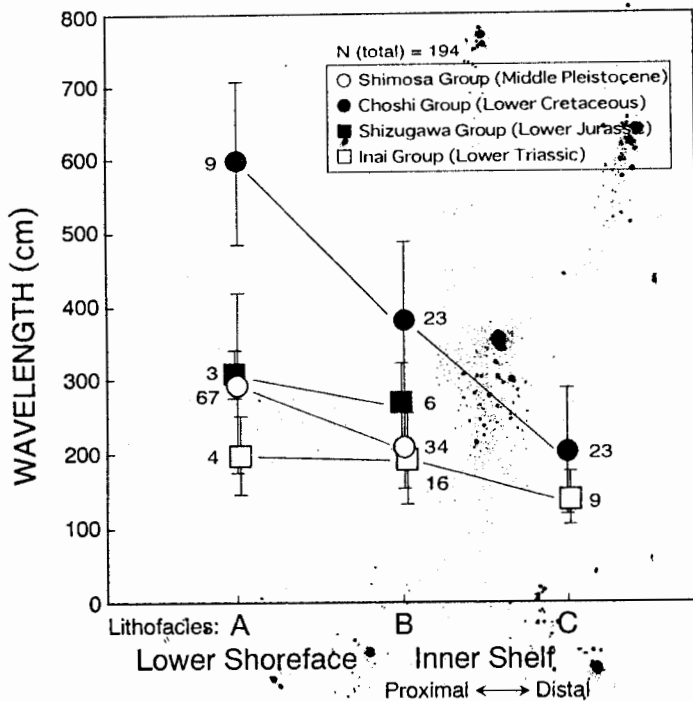 800
700
600
500
400
300
200
100
0
WAVELENGTH (cm)
N (total) = 194
Shimosa Group (Middle Pleistocene)
Choshi Group (Lower Cretaceous)
Shizugawa Group (Lower Jurassic)
Inai Group (Lower Triassic)
9
23
3
67
6
4
34
16
23
9
Lithofacies: A B C
Lower Shoreface Inner Shelf
Proximal ⟷ Distal